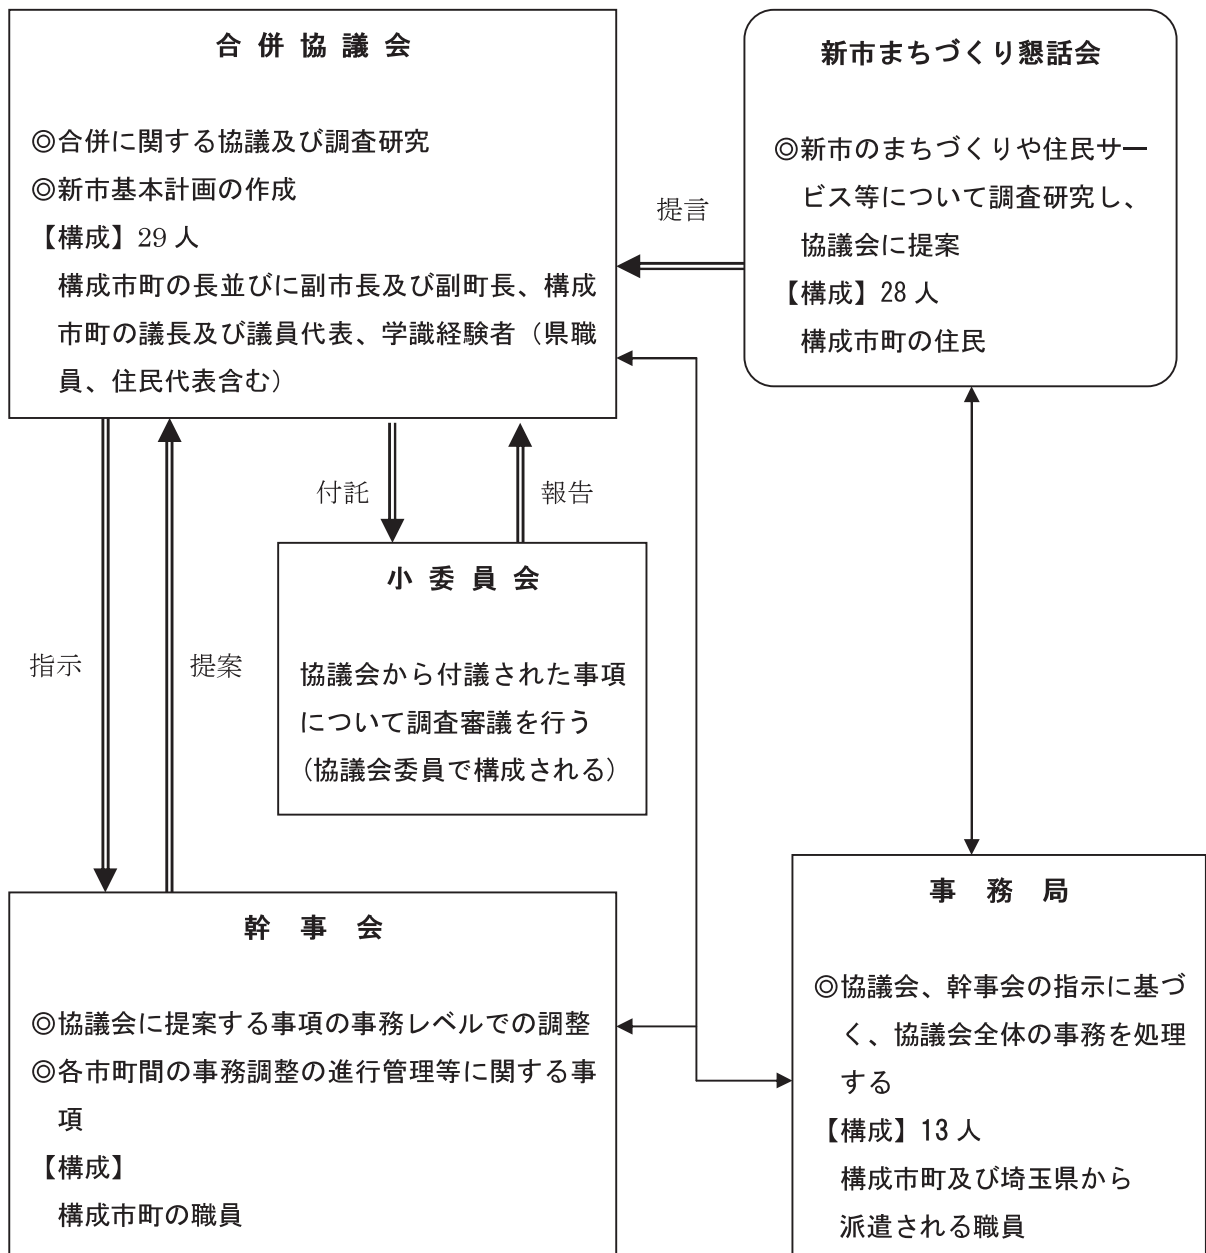 合併協議会
◎合併に関する協議及び調査研究
◎新市基本計画の作成
【構成】29人
構成市町の長並びに副市長及び副町長、構成
市町の議長及び議員代表、学識経験者（県職
員、住民代表含む）
新市まちづくり懇話会
◎新市のまちづくりや住民サー
ビス等について調査研究し、
協議会に提案
【構成】28人
構成市町の住民
提言
付託
報告
小委員会
協議会から付議された事項
について調査審議を行う
（協議会委員で構成される）
指示
提案
幹事会
◎協議会に提案する事項の事務レベルでの調整
◎各市町間の事務調整の進行管理等に関する事
項
【構成】
構成市町の職員
事務局
◎協議会、幹事会の指示に基づ
く、協議会全体の事務を処理
する
【構成】13人
構成市町及び埼玉県から
派遣される職員